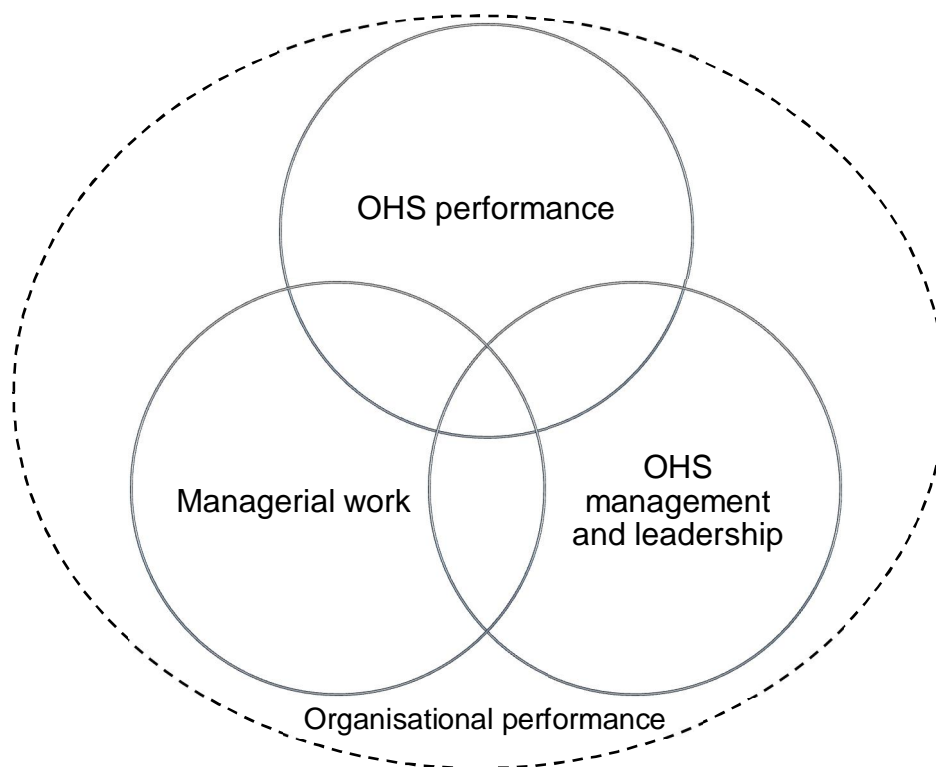 OHS performance
Managerial work
OHS
management
and leadership
Organisational performance